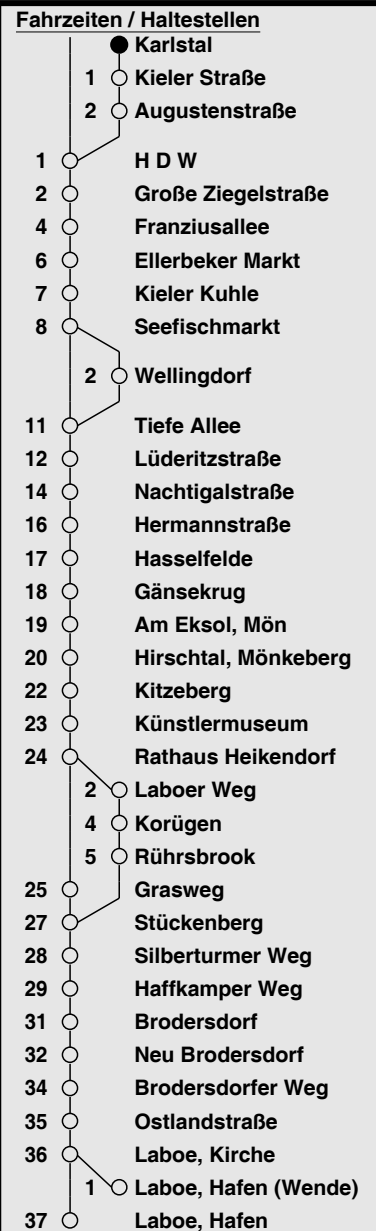 Fahrzeiten / Haltestellen
Karlstal
1 Kieler Straße
2 Augustenstraße
1 H D W
2 Große Ziegelstraße
4 Franziusallee
6 Ellerbeker Markt
7 Kieler Kuhle
8 Seefischmarkt
2 Wellingdorf
11 Tiefe Allee
12 Lüderitzstraße
14 Nachtigalstraße
16 Hermannstraße
17 Hasselfelde
18 Gänsekrug
19 Am Eksol, Mön
20 Hirschtal, Mönkeberg
22 Kitzeberg
23 Künstlermuseum
24 Rathaus Heikendorf
2 Laboer Weg
4 Korügen
5 Rührsbrook
25 Grasweg
27 Stückenberg
28 Silberturmer Weg
29 Haffkamper Weg
31 Brodersdorf
32 Neu Brodersdorf
34 Brodersdorfer Weg
35 Ostlandstraße
36 Laboe, Kirche
1 Laboe, Hafen (Wende)
37 Laboe, Hafen